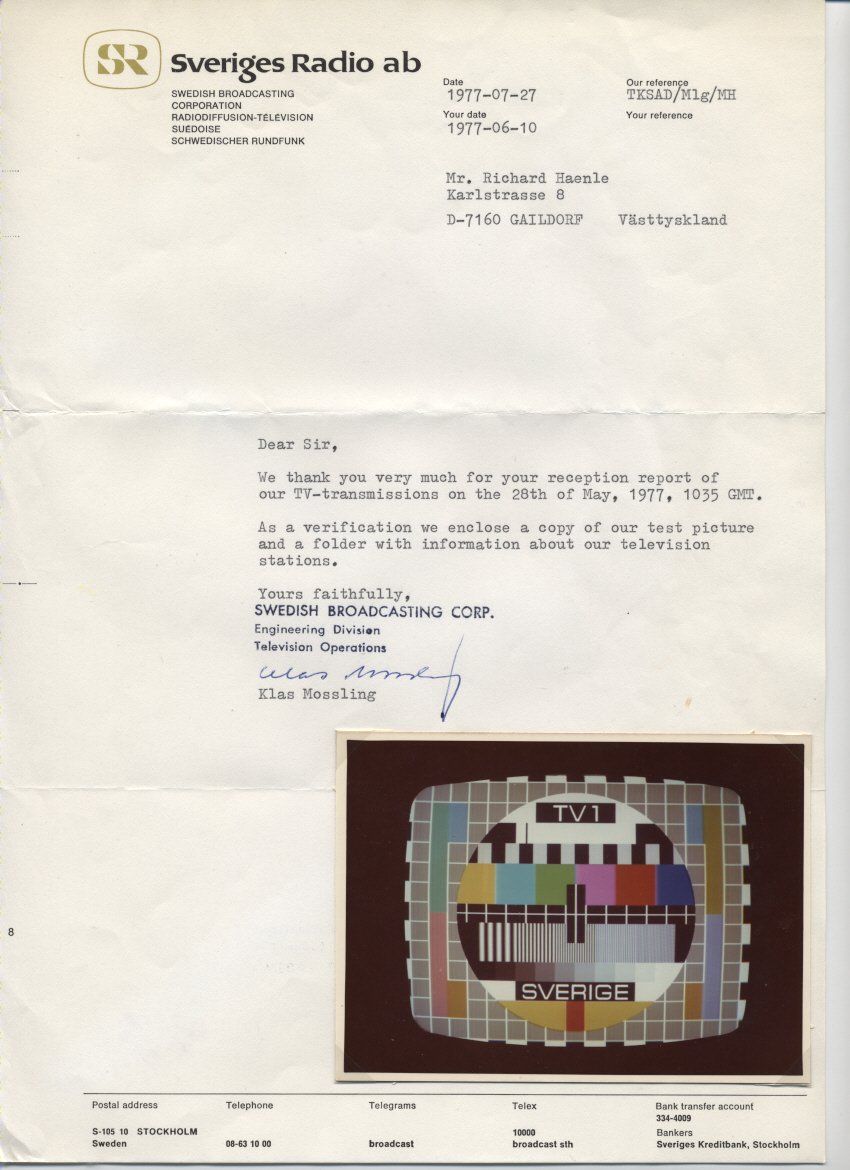 SR Sveriges Radio ab
SWEDISH BROADCASTING
CORPORATION
RADIODIFFUSION-TÉLÉVISION
SUÉDOISE
SCHWEDISCHER RUNDFUNK
Date
1977-07-27
Your date
1977-06-10
Our reference
TKSAD/Mlg/MH
Your reference
Mr. Richard Haenle
Karlstrasse 8
D-7160 GAILDORF Västtyskland
Dear Sir,
We thank you very much for your reception report of
our TV-transmissions on the 28th of May, 1977, 1035 GMT.
As a verification we enclose a copy of our test picture
and a folder with information about our television
stations.
Yours faithfully,
SWEDISH BROADCASTING CORP.
Engineering Division
Television Operations
Klas Mossling
Klas Mossling
TV1
SVERIGE
8
Postal address
S-105 10 STOCKHOLM
Sweden
Telephone
08-63 10 00
Telegrams
broadcast
Telex
10000
broadcast sth
Bank transfer account
334-4009
Bankers
Sveriges Kreditbank, Stockholm